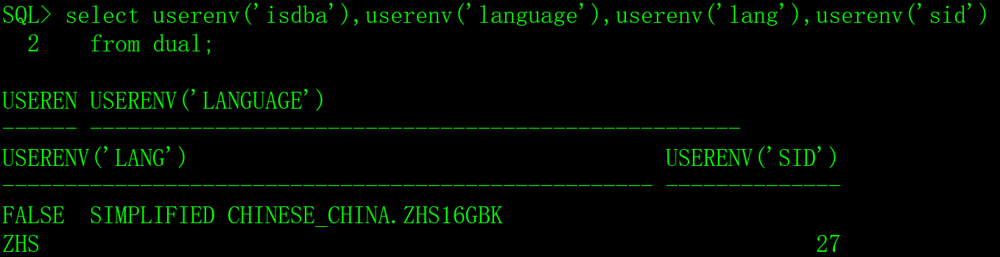 SQL> select userenv('isdba'),userenv('language'),userenv('lang'),userenv('sid')
  2    from dual;

USEREN USERENV('LANGUAGE')
------ ----------------------------------------------------
USERENV('LANG')                                      USERENV('SID')
---------------------------------------------------- --------------
FALSE  SIMPLIFIED CHINESE_CHINA.ZHS16GBK
ZHS                                                              27